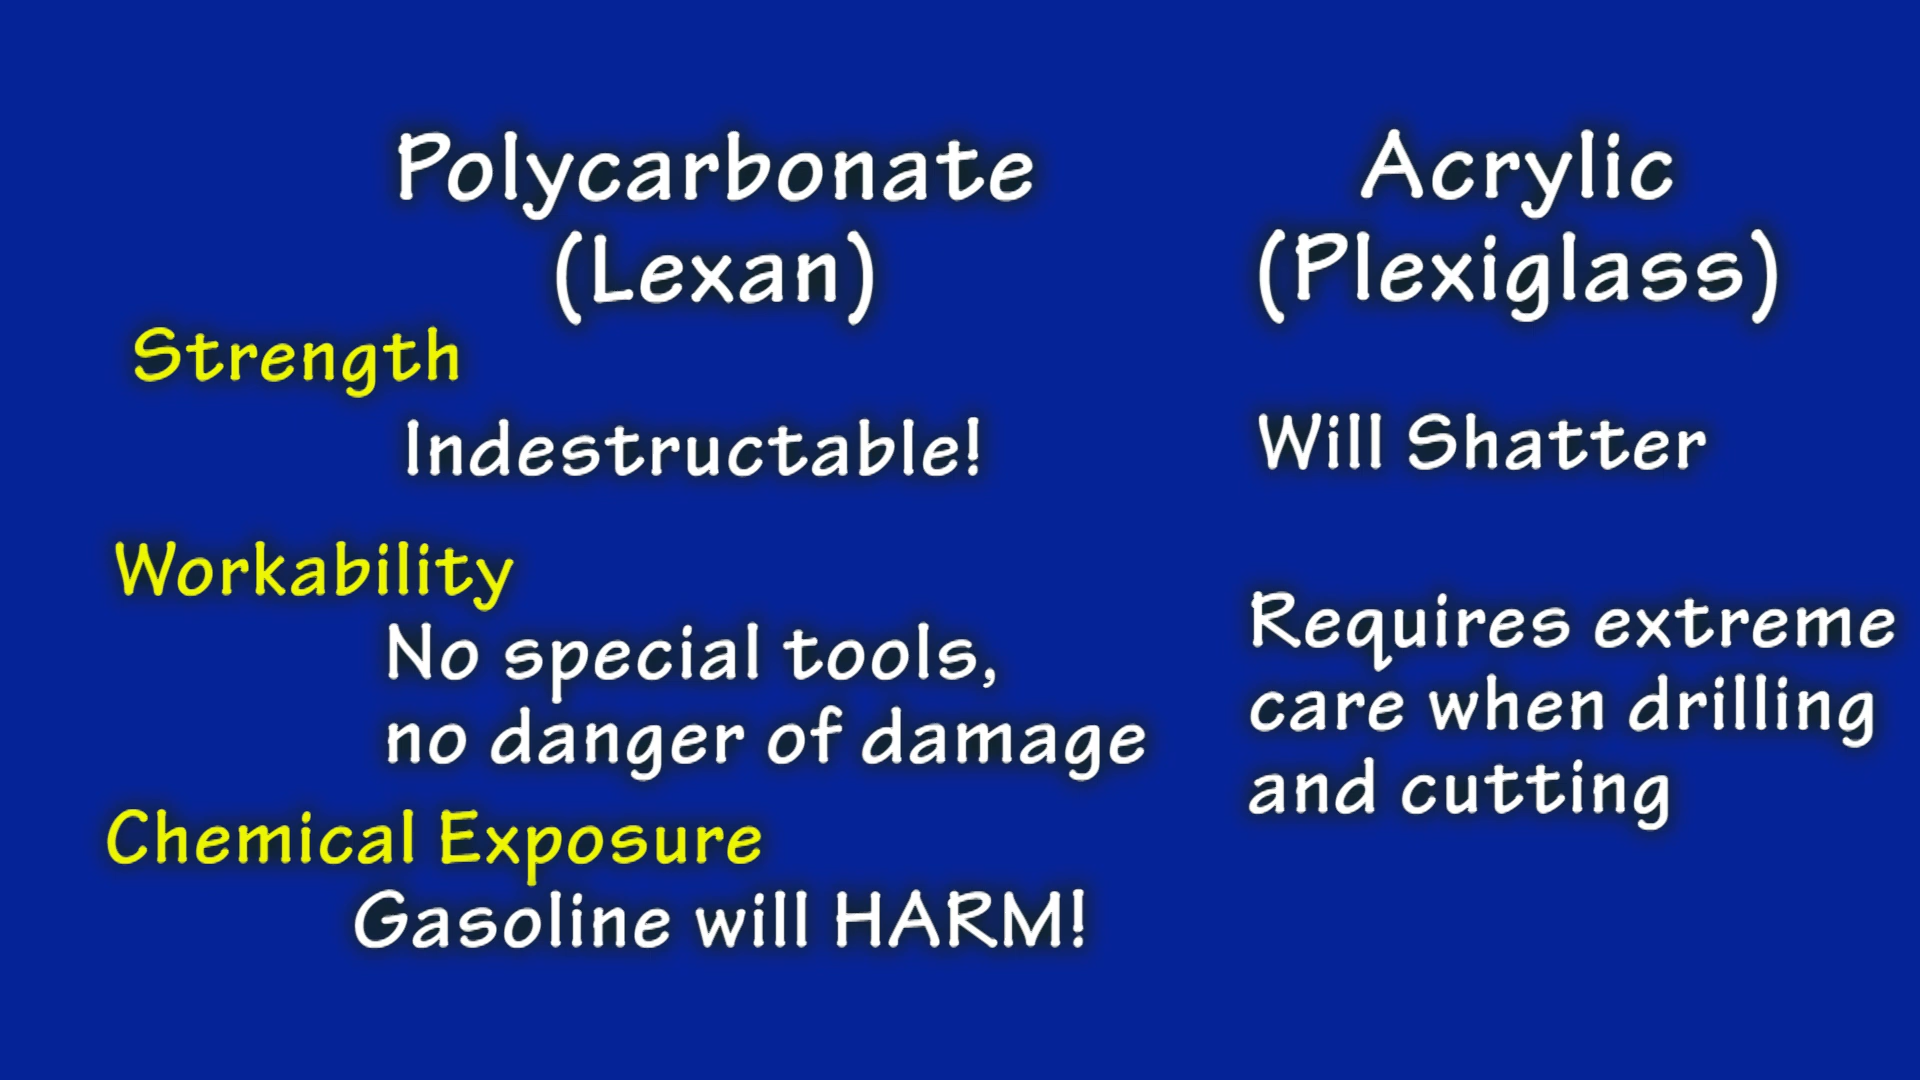 Polycarbonate
(Lexan)
Acrylic
(Plexiglass)
Strength
Indestructable!
Will Shatter
Workability
No special tools,
no danger of damage
Requires extreme
care when drilling
and cutting
Chemical Exposure
Gasoline will HARM!